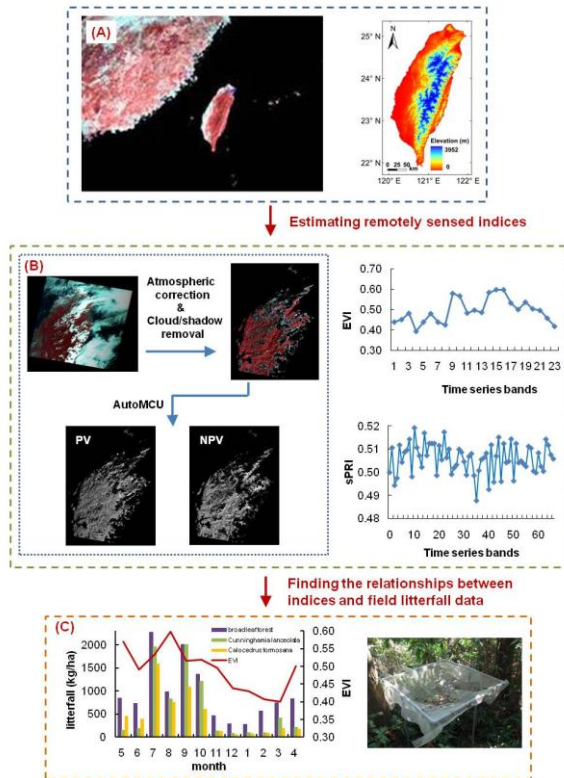 (A)
N
25° E
24° E
23° E
22° E
Elevation (m)
3952
0
0 25 50
km
120° E 121° E 122° E
Estimating remotely sensed indices
(B)
Atmospheric
correction
&
Cloud/shadow
removal
AutoMCU
PV
NPV
EVI
0.70
0.60
0.50
0.40
0.30
1 3 5 7 9 11 13 15 17 19 21 23
Time series bands
sPRI
0.52
0.51
0.50
0.49
0.48
0 10 20 30 40 50 60
Time series bands
Finding the relationships between
indices and field litterfall data
(C)
litterfall (kg/ha)
2000
1500
1000
500
0
broadleafforest
Cunninghamia lanceolata
Calocedrus formosana
EVI
0.60
0.55
0.50
0.45
0.40
0.35
0.30
EVI
5 6 7 8 9 10 11 12 1 2 3 4
month